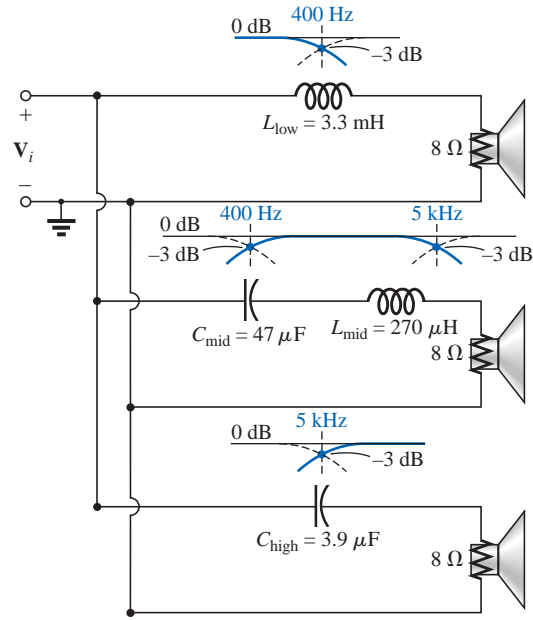 400 Hz
0 dB
–3 dB
+
L_low = 3.3 mH
8 Ω
V_i
–
400 Hz
5 kHz
0 dB
–3 dB
–3 dB
C_mid = 47 μF
L_mid = 270 μH
8 Ω
5 kHz
0 dB
–3 dB
C_high = 3.9 μF
8 Ω